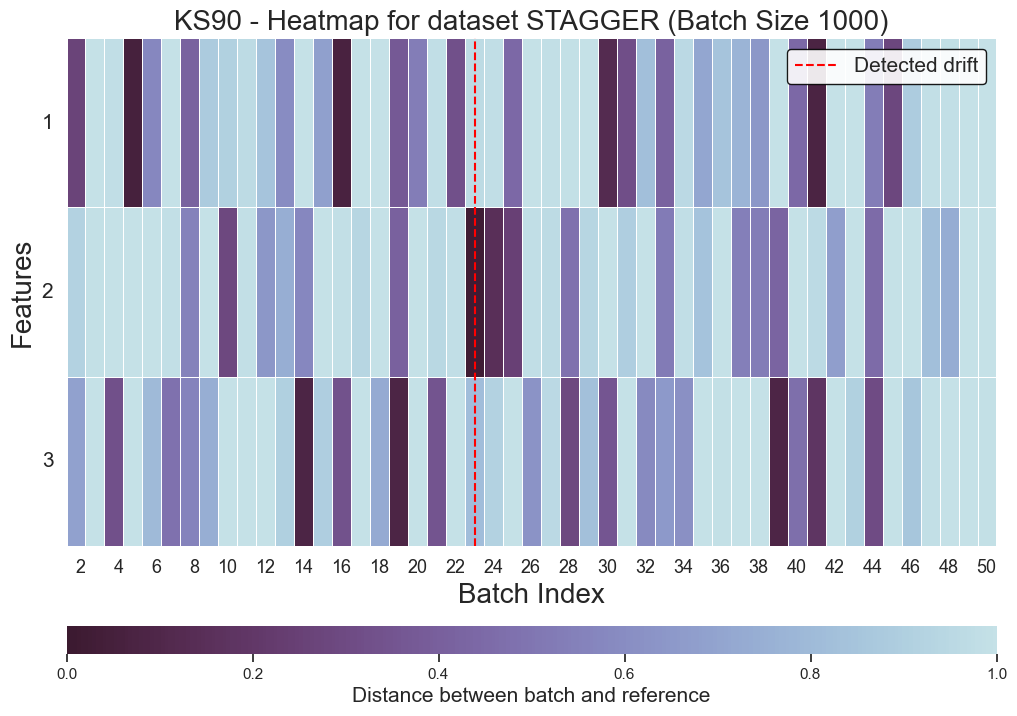 KS90 - Heatmap for dataset STAGGER (Batch Size 1000)
Detected drift
Features
1
2
3
2 4 6 8 10 12 14 16 18 20 22 24 26 28 30 32 34 36 38 40 42 44 46 48 50
Batch Index
0.0 0.2 0.4 0.6 0.8 1.0
Distance between batch and reference